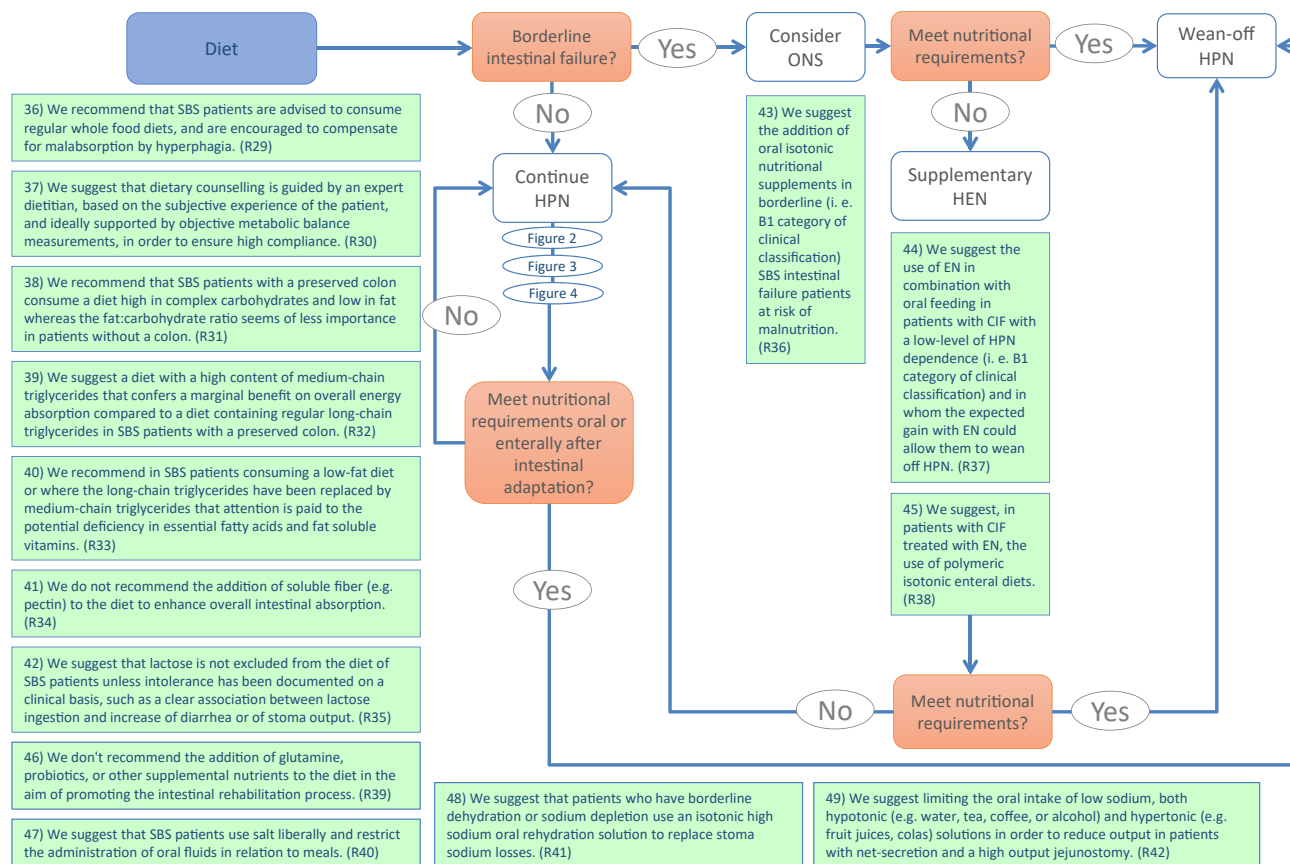 Diet
Borderline
intestinal failure?
Yes
Consider
ONS
Meet nutritional
requirements?
Yes
Wean-off
HPN
No
No
Continue
HPN
Figure 2
Figure 3
Figure 4
No
Meet nutritional
requirements oral or
enterally after
intestinal
adaptation?
Yes
Supplementary
HEN
36) We recommend that SBS patients are advised to consume
regular whole food diets, and are encouraged to compensate
for malabsorption by hyperphagia. (R29)
37) We suggest that dietary counselling is guided by an expert
dietitian, based on the subjective experience of the patient,
and ideally supported by objective metabolic balance
measurements, in order to ensure high compliance. (R30)
38) We recommend that SBS patients with a preserved colon
consume a diet high in complex carbohydrates and low in fat
whereas the fat:carbohydrate ratio seems of less importance
in patients without a colon. (R31)
39) We suggest a diet with a high content of medium-chain
triglycerides that confers a marginal benefit on overall energy
absorption compared to a diet containing regular long-chain
triglycerides in SBS patients with a preserved colon. (R32)
40) We recommend in SBS patients consuming a low-fat diet
or where the long-chain triglycerides have been replaced by
medium-chain triglycerides that attention is paid to the
potential deficiency in essential fatty acids and fat soluble
vitamins. (R33)
41) We do not recommend the addition of soluble fiber (e.g.
pectin) to the diet to enhance overall intestinal absorption.
(R34)
42) We suggest that lactose is not excluded from the diet of
SBS patients unless intolerance has been documented on a
clinical basis, such as a clear association between lactose
ingestion and increase of diarrhea or of stoma output. (R35)
46) We don't recommend the addition of glutamine,
probiotics, or other supplemental nutrients to the diet in the
aim of promoting the intestinal rehabilitation process. (R39)
47) We suggest that SBS patients use salt liberally and restrict
the administration of oral fluids in relation to meals. (R40)
43) We suggest
the addition of
oral isotonic
nutritional
supplements in
borderline (i. e.
B1 category of
clinical
classification)
SBS intestinal
failure patients
at risk of
malnutrition.
(R36)
44) We suggest the
use of EN in
combination with
oral feeding in
patients with CIF with
a low-level of HPN
dependence (i. e. B1
category of clinical
classification) and in
whom the expected
gain with EN could
allow them to wean
off HPN. (R37)
45) We suggest, in
patients with CIF
treated with EN, the
use of polymeric
isotonic enteral diets.
(R38)
No
Meet nutritional
requirements?
Yes
48) We suggest that patients who have borderline
dehydration or sodium depletion use an isotonic high
sodium oral rehydration solution to replace stoma
sodium losses. (R41)
49) We suggest limiting the oral intake of low sodium, both
hypotonic (e.g. water, tea, coffee, or alcohol) and hypertonic (e.g.
fruit juices, colas) solutions in order to reduce output in patients
with net-secretion and a high output jejunostomy. (R42)